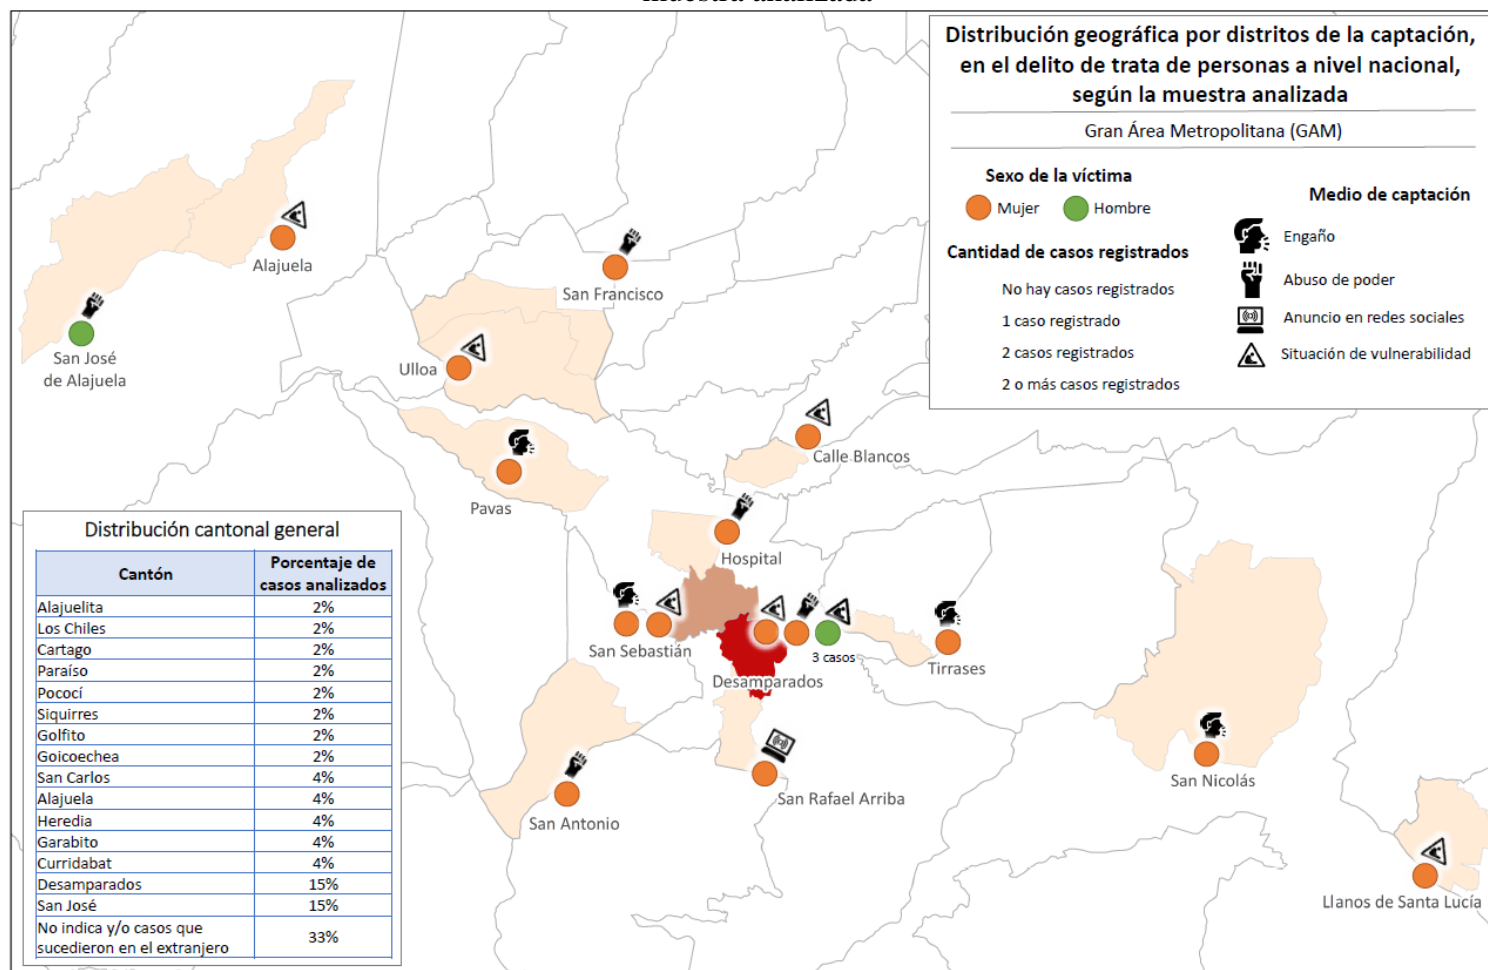 muestra analizada
Distribución geográfica por distritos de la captación,
en el delito de trata de personas a nivel nacional,
según la muestra analizada
Gran Área Metropolitana (GAM)
Sexo de la víctima
Mujer
Hombre
Cantidad de casos registrados
No hay casos registrados
1 caso registrado
2 casos registrados
2 o más casos registrados
Medio de captación
Engaño
Abuso de poder
Anuncio en redes sociales
Situación de vulnerabilidad
Alajuela
San José
de Alajuela
San Francisco
Ulloa
Calle Blancos
Pavas
Hospital
San Sebastián
3 casos
Desamparados
Tirrases
San Rafael Arriba
San Antonio
San Nicolás
Llanos de Santa Lucía
Distribución cantonal general
Cantón Porcentaje de
casos analizados
Alajuelita 2%
Los Chiles 2%
Cartago 2%
Paraíso 2%
Pococí 2%
Siquirres 2%
Golfito 2%
Goicoechea 2%
San Carlos 4%
Alajuela 4%
Heredia 4%
Garabito 4%
Curridabat 4%
Desamparados 15%
San José 15%
No indica y/o casos que
sucedieron en el extranjero 33%